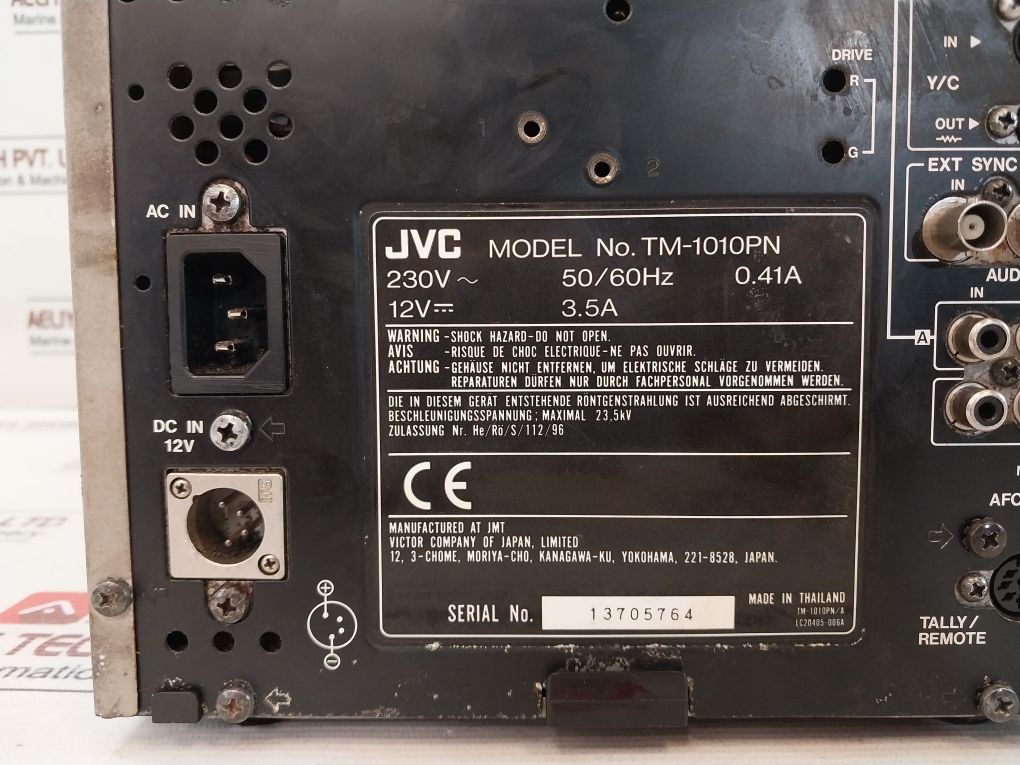 IN ▶
DRIVE
R
Y/C
OUT ▶
1
G
2
EXT SYNC
IN
AC IN
JVC MODEL No. TM-1010PN
230V ~ 50/60Hz 0.41A
12V⎓ 3.5A
IN
A
WARNING -SHOCK HAZARD-DO NOT OPEN.
AVIS -RISQUE DE CHOC ELECTRIQUE-NE PAS OUVRIR.
ACHTUNG -GEHÄUSE NICHT ENTFERNEN, UM ELEKTRISCHE SCHLÄGE ZU VERMEIDEN.
REPARATUREN DÜRFEN NUR DURCH FACHPERSONAL VORGENOMMEN WERDEN.
DIE IN DIESEM GERÄT ENTSTEHENDE RÖNTGENSTRAHLUNG IST AUSREICHEND ABGESCHIRMT.
BESCHLEUNIGUNGSSPANNUNG; MAXIMAL 23,5kV
ZULASSUNG Nr. He/Rö/S/112/96
DC IN
12V
CE
AFC
MANUFACTURED AT JMT
VICTOR COMPANY OF JAPAN, LIMITED
12, 3-CHOME, MORIYA-CHO, KANAGAWA-KU, YOKOHAMA, 221-8528, JAPAN.
SERIAL No. 13705764
MADE IN THAILAND
TM-1010PN/A
LC20405-006A
TALLY/
REMOTE